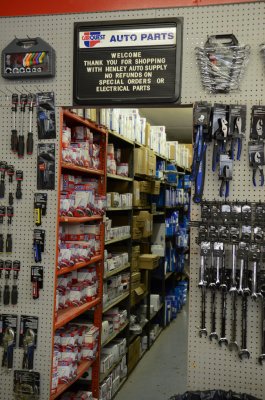 CARQUEST AUTO PARTS
WELCOME
THANK YOU FOR SHOPPING
WITH HENLEY AUTO SUPPLY
NO REFUNDS ON
SPECIAL ORDERS OR
ELECTRICAL PARTS